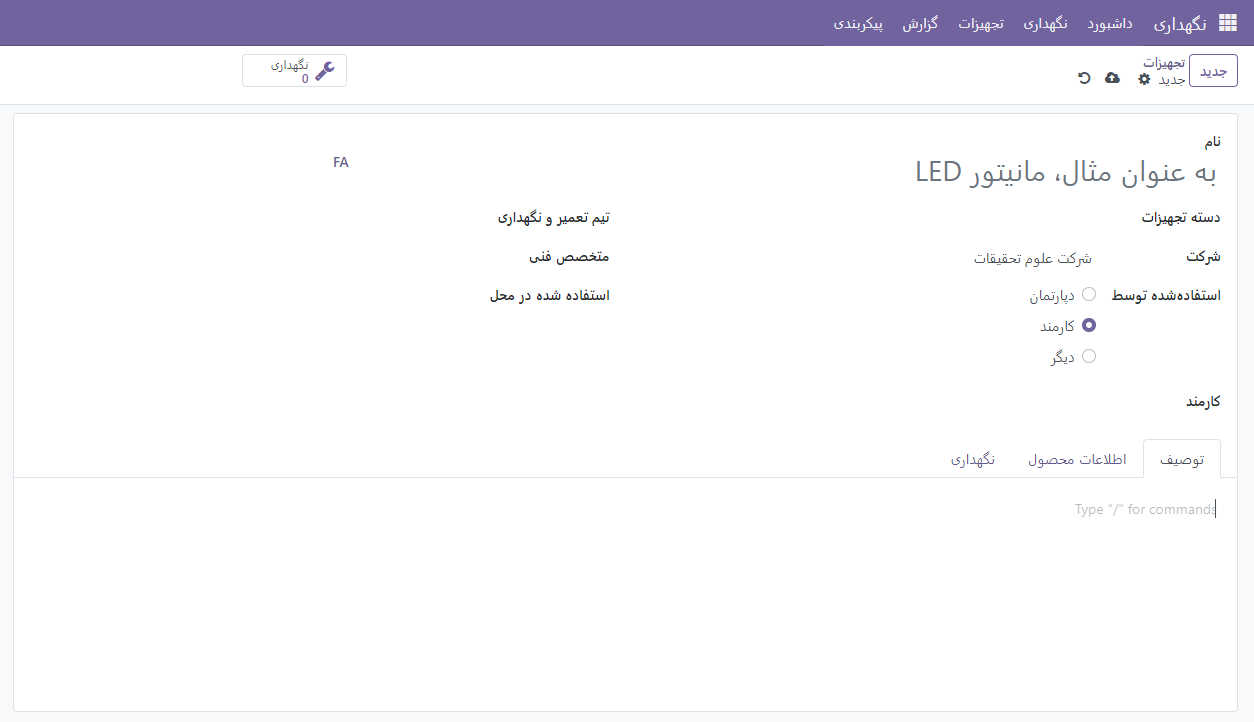 نگهداری داشبورد نگهداری تجهیزات گزارش پیکربندی
جدید
تجهیزات
جدید
نگهداری
0
نام
به عنوان مثال، مانیتور LED
FA
دسته تجهیزات
شرکت
شرکت علوم تحقیقات
استفاده‌شده توسط
دپارتمان
کارمند
دیگر
کارمند
تیم تعمیر و نگهداری
متخصص فنی
استفاده شده در محل
توصیف اطلاعات محصول نگهداری
Type "/" for commands